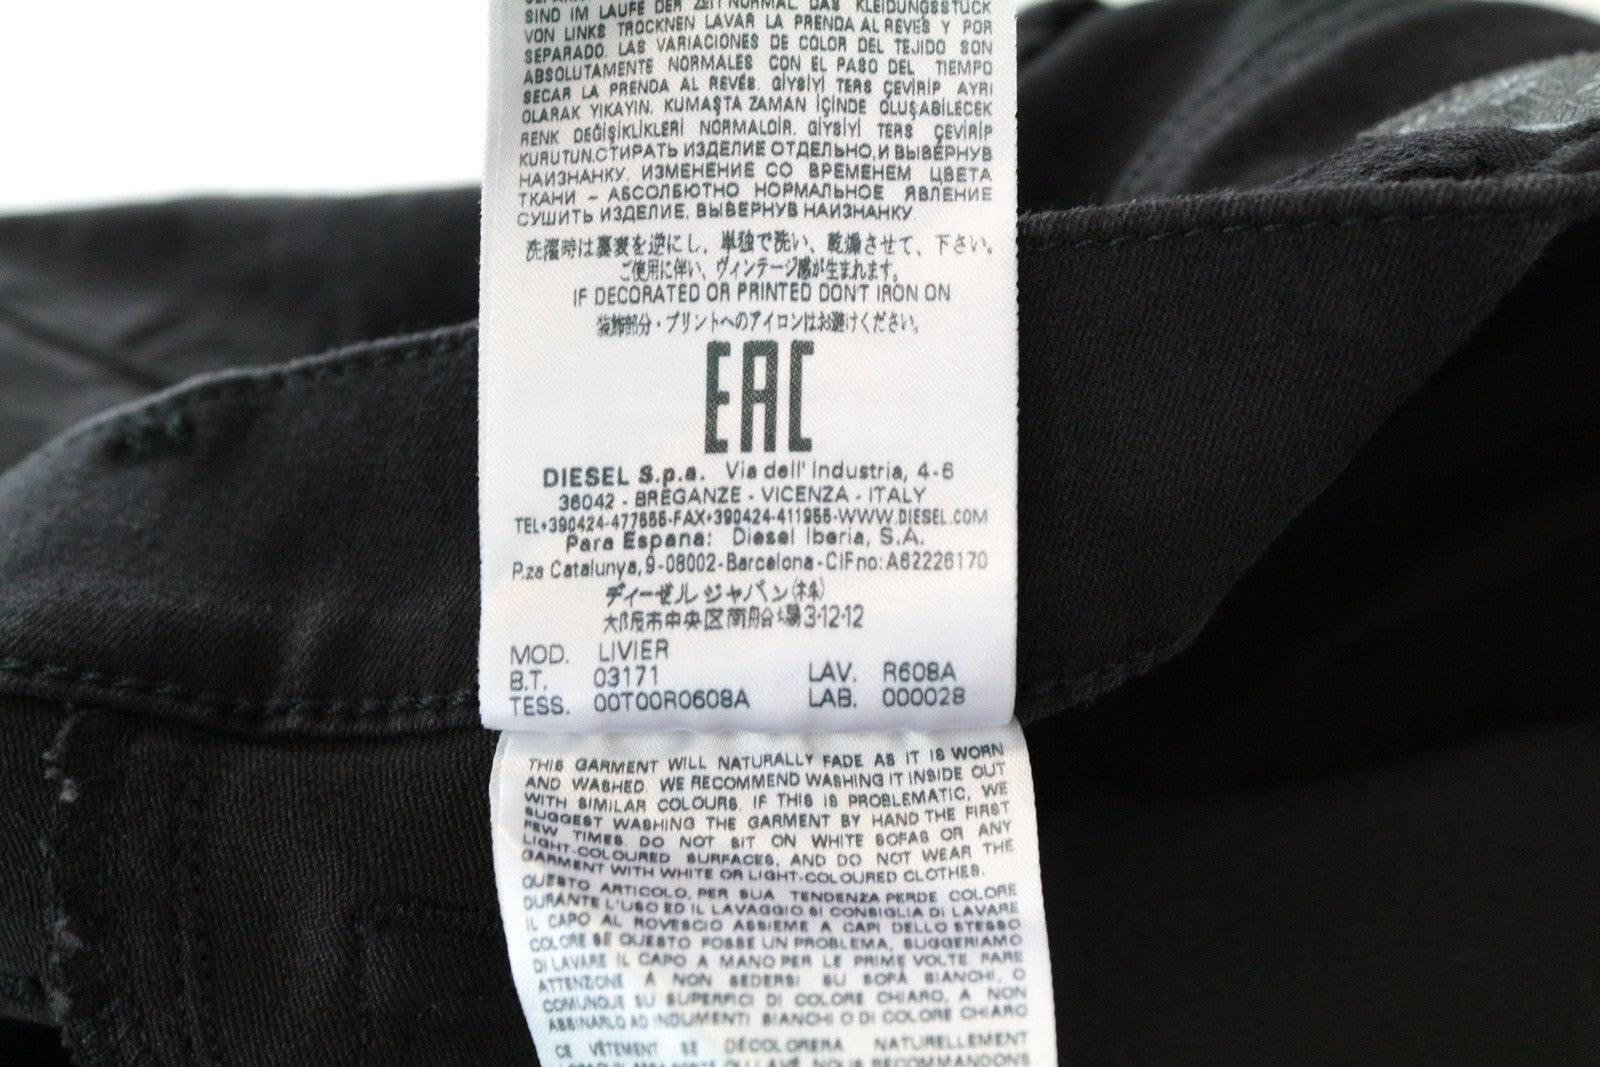 SIND IM LAUFE DER ZEIT NORMAL. DAS KLEIDUNGSSTÜCK
VON LINKS TROCKNEN LAVAR LA PRENDA AL REVES Y POR
SEPARADO. LAS VARIACIONES DE COLOR DEL TEJIDO SON
ABSOLUTAMENTE NORMALES CON EL PASO DEL TIEMPO
SECAR LA PRENDA AL REVÉS. GİYSİYİ TERS ÇEVİRİP AYRI
OLARAK YIKAYIN. KUMAŞTA ZAMAN İÇİNDE OLUŞABİLECEK
RENK DEĞİŞİKLİKLERİ NORMALDİR. GİYSİYİ TERS ÇEVİRİP
KURUTUN.СТИРАТЬ ИЗДЕЛИЕ ОТДЕЛЬНО,И ВЫВЕРНУВ
НАИЗНАНКУ. ИЗМЕНЕНИЕ СО ВРЕМЕНЕМ ЦВЕТА
ТКАНИ - АБСОЛЮТНО НОРМАЛЬНОЕ ЯВЛЕНИЕ
СУШИТЬ ИЗДЕЛИЕ, ВЫВЕРНУВ НАИЗНАНКУ
洗濯時は裏表を逆にし、単独で洗い、乾燥させて、下さい。
ご使用に伴い、ヴィンテージ感が生まれます。
IF DECORATED OR PRINTED DON'T IRON ON
装飾部分・プリントへのアイロンはお避けください。
EAC
DIESEL S.p.a. Via dell' Industria, 4-6
36042 - BREGANZE - VICENZA - ITALY
TEL+390424-477555-FAX+390424-411955-WWW.DIESEL.COM
Para Espana: Diesel Iberia, S.A.
P.za Catalunya, 9-08002-Barcelona-CIFno: A62226170
ディーゼル ジャパン(株)
大阪市中央区南船場3-12-12
MOD. LIVIER
B.T. 03171 LAV. R608A
TESS. 00T00R0608A LAB. 000028
THIS GARMENT WILL NATURALLY FADE AS IT IS WORN
AND WASHED. WE RECOMMEND WASHING IT INSIDE OUT
WITH SIMILAR COLOURS. IF THIS IS PROBLEMATIC, WE
SUGGEST WASHING THE GARMENT BY HAND THE FIRST
FEW TIMES. DO NOT SIT ON WHITE SOFAS OR ANY
LIGHT-COLOURED SURFACES, AND DO NOT WEAR THE
GARMENT WITH WHITE OR LIGHT-COLOURED CLOTHES.
QUESTO ARTICOLO, PER SUA TENDENZA PERDE COLORE
DURANTE L'USO ED IL LAVAGGIO SI CONSIGLIA DI LAVARE
IL CAPO AL ROVESCIO ASSIEME A CAPI DELLO STESSO
COLORE SE QUESTO FOSSE UN PROBLEMA, SUGGERIAMO
DI LAVARE IL CAPO A MANO PER LE PRIME VOLTE. FARE
ATTENZIONE A NON SEDERSI SU SOFÀ BIANCHI, O
COMUNQUE SU SUPERFICI DI COLORE CHIARO, A NON
ABBINARLO AD INDUMENTI BIANCHI O DI COLORE CHIARO
CE VÊTEMENT SE DÉCOLORERA NATURELLEMENT
LAVÉ. NOUS RECOMMANDONS